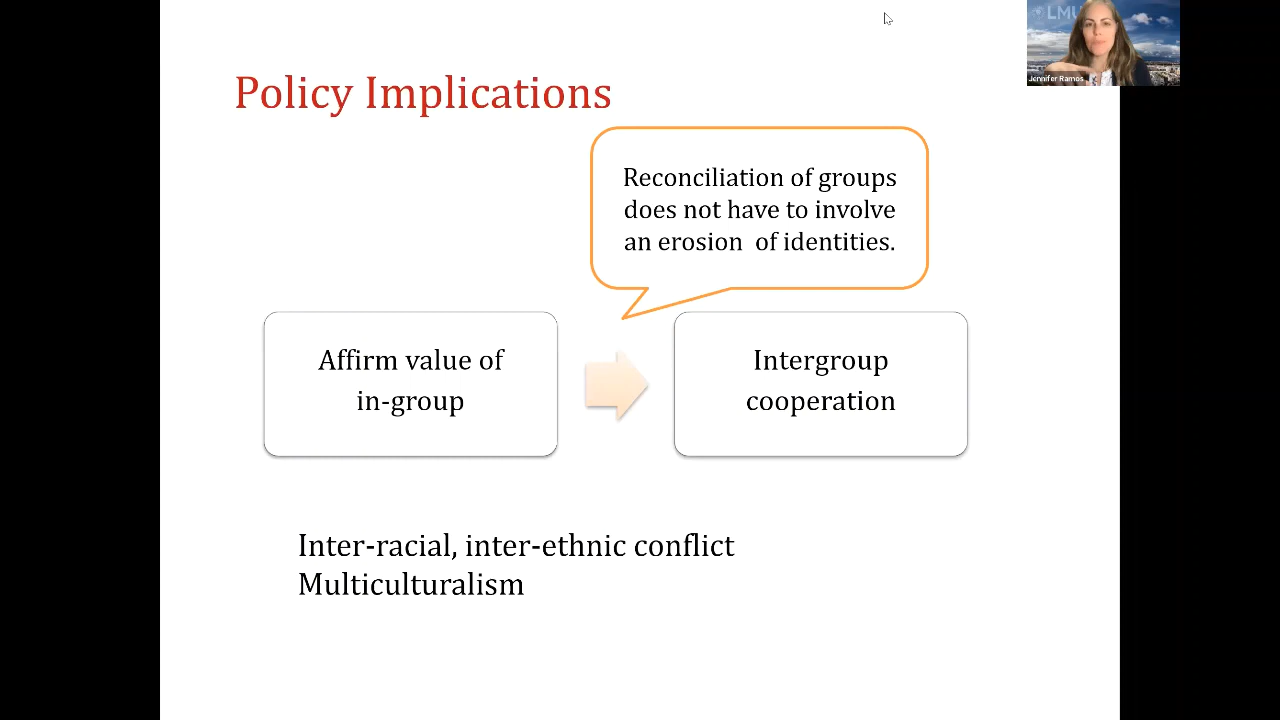 LMU
Jennifer Ramos
Policy Implications
Reconciliation of groups
does not have to involve
an erosion  of identities.
Affirm value of
in-group
Intergroup
cooperation
Inter-racial, inter-ethnic conflict
Multiculturalism